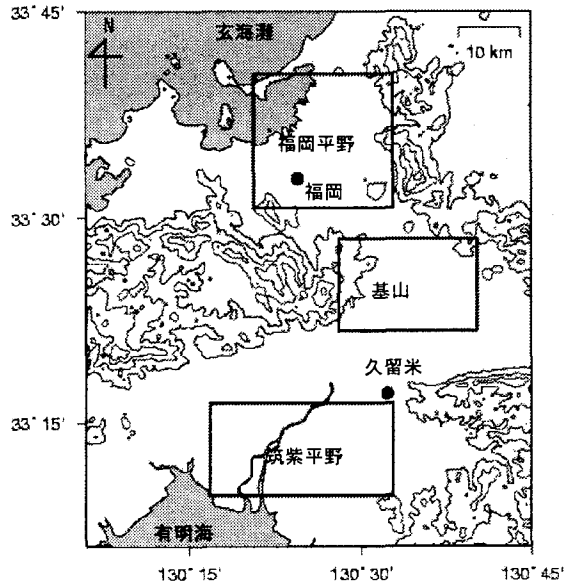 33° 45'
玄海灘
N
10 km
福岡平野
福岡
33° 30'
基山
久留米
33° 15'
筑紫平野
有明海
130° 15'
130° 30'
130° 45'